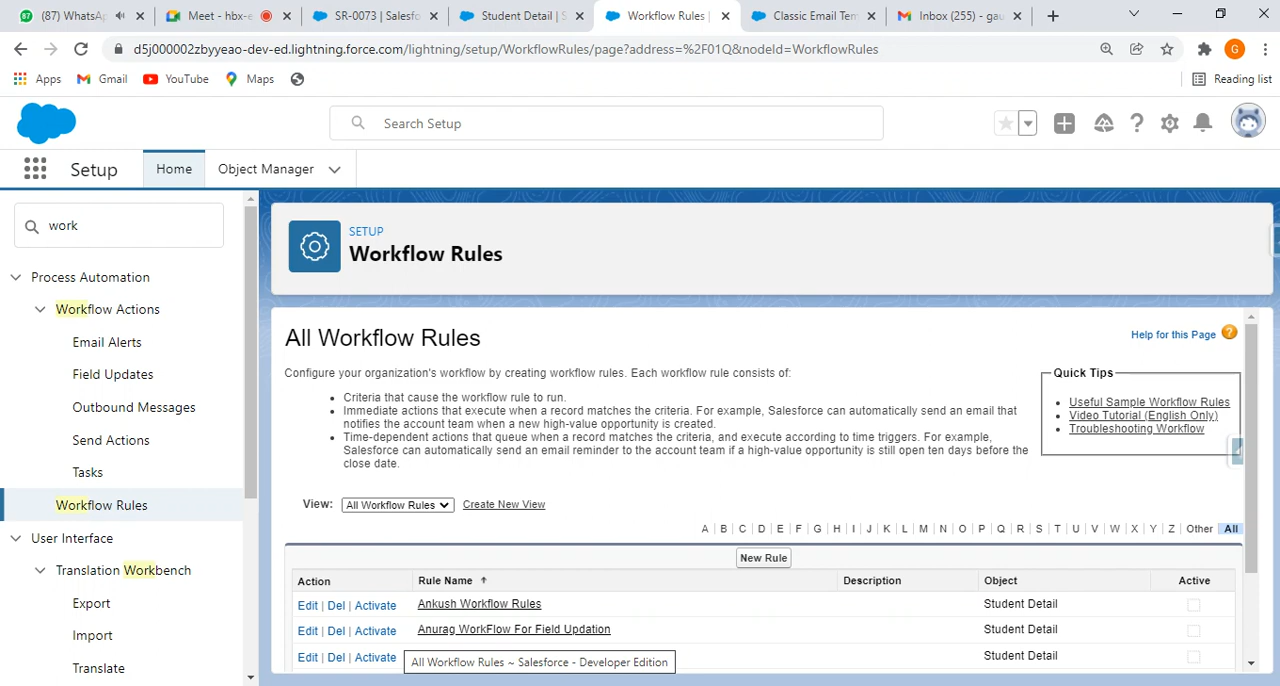 (87) WhatsA
Meet - hbx-e
SR-0073 | Salesfo
Student Detail | S
Workflow Rules |
Classic Email Tem
Inbox (255) - gau
d5j000002zbyyeao-dev-ed.lightning.force.com/lightning/setup/WorkflowRules/page?address=%2F01Q&nodeId=WorkflowRules
G
Apps
Gmail
YouTube
Maps
Reading list
Search Setup
Setup
Home
Object Manager
work
SETUP
Workflow Rules
Process Automation
Workflow Actions
Email Alerts
Field Updates
Outbound Messages
Send Actions
Tasks
Workflow Rules
User Interface
Translation Workbench
Export
Import
Translate
All Workflow Rules
Help for this Page ?
Configure your organization's workflow by creating workflow rules. Each workflow rule consists of:
• Criteria that cause the workflow rule to run.
• Immediate actions that execute when a record matches the criteria. For example, Salesforce can automatically send an email that
notifies the account team when a new high-value opportunity is created.
• Time-dependent actions that queue when a record matches the criteria, and execute according to time triggers. For example,
Salesforce can automatically send an email reminder to the account team if a high-value opportunity is still open ten days before the
close date.
Quick Tips
• Useful Sample Workflow Rules
• Video Tutorial (English Only)
• Troubleshooting Workflow
View: All Workflow Rules Create New View
A | B | C | D | E | F | G | H | I | J | K | L | M | N | O | P | Q | R | S | T | U | V | W | X | Y | Z | Other | All
New Rule
Action Rule Name ↑ Description Object Active
Edit | Del | Activate Ankush Workflow Rules Student Detail
Edit | Del | Activate Anurag WorkFlow For Field Updation Student Detail
Edit | Del | Activate Student Detail
All Workflow Rules ~ Salesforce - Developer Edition